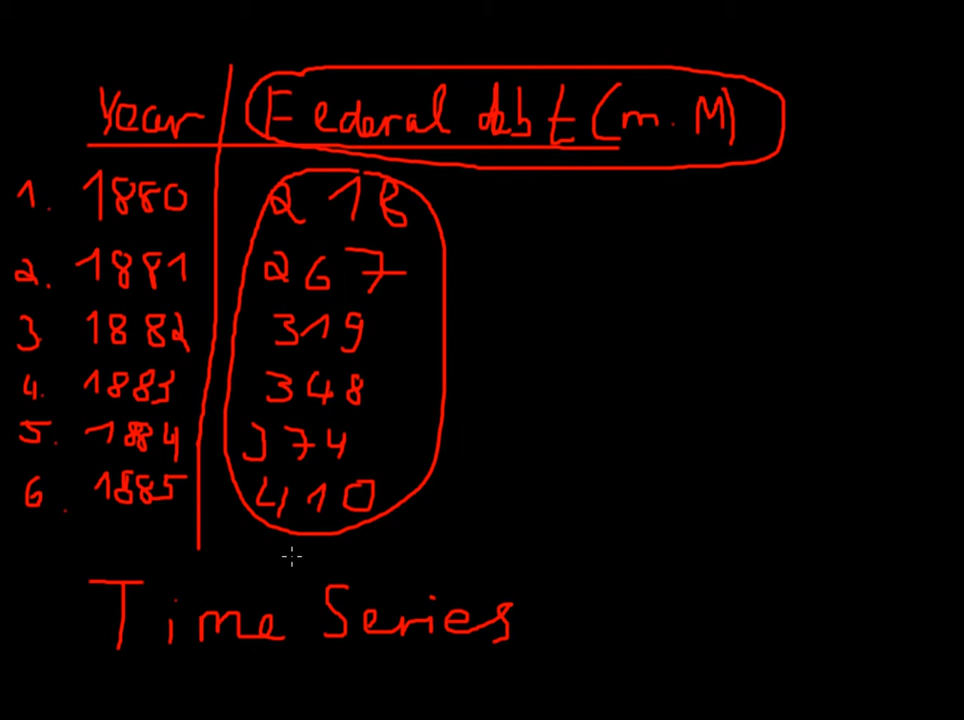 Year Federal debt (m. M)
1. 1880 218
2. 1881 267
3 1882 319
4. 1883 348
5. 1884 374
6. 1885 410
Time Series